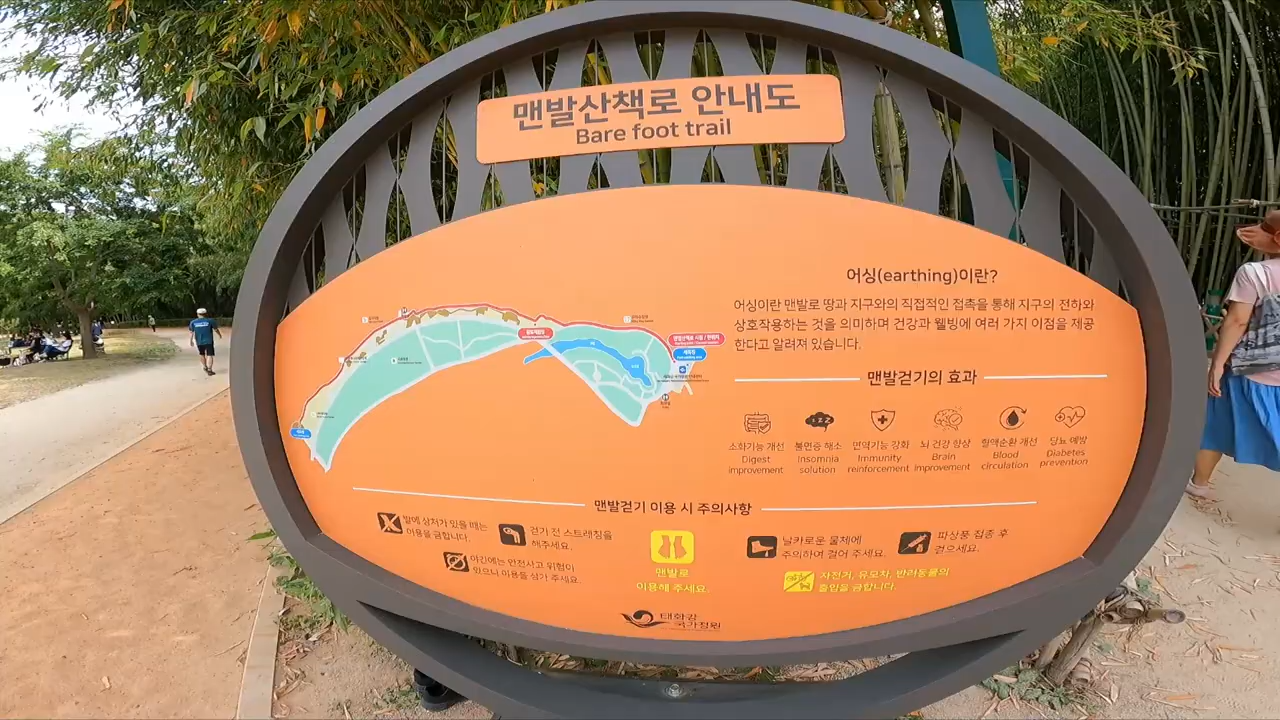 맨발산책로 안내도
Bare foot trail
어싱(earthing)이란?
어싱이란 맨발로 땅과 지구와의 직접적인 접촉을 통해 지구의 전하와
상호작용하는 것을 의미하며 건강과 웰빙에 여러 가지 이점을 제공
한다고 알려져 있습니다.
맨발걷기의 효과
소화기능 개선
Digest
improvement
불면증 해소
Insomnia
solution
면역기능 강화
Immunity
reinforcement
뇌 건강 향상
Brain
improvement
혈액순환 개선
Blood
circulation
당뇨 예방
Diabetes
prevention
맨발걷기 이용 시 주의사항
발에 상처가 있을 때는
이용을 금합니다.
걷기 전 스트레칭을
해주세요.
야간에는 안전사고 위험이
있으니 이용을 삼가 주세요.
맨발로
이용해 주세요.
날카로운 물체에
주의하여 걸어 주세요.
파상풍 접종 후
걸으세요.
자전거, 유모차, 반려동물의
출입을 금합니다.
태화강
국가정원